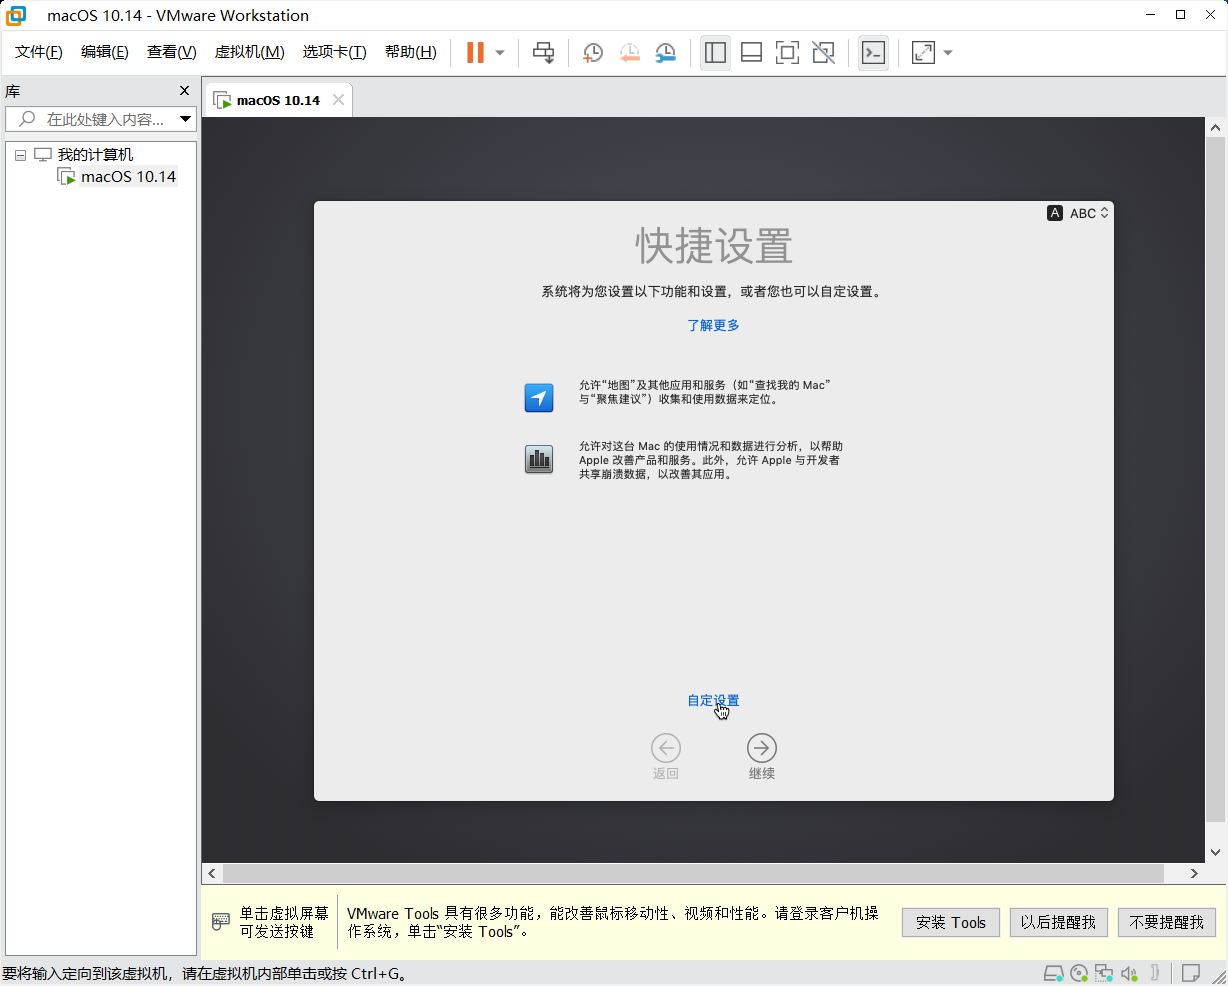 macOS 10.14 - VMware Workstation
文件(F) 编辑(E) 查看(V) 虚拟机(M) 选项卡(T) 帮助(H)
库
在此处键入内容...
我的计算机
macOS 10.14
macOS 10.14
A ABC
快捷设置
系统将为您设置以下功能和设置，或者您也可以自定设置。
了解更多
允许“地图”及其他应用和服务（如“查找我的 Mac”
与“聚焦建议”）收集和使用数据来定位。
允许对这台 Mac 的使用情况和数据进行分析，以帮助
Apple 改善产品和服务。此外，允许 Apple 与开发者
共享崩溃数据，以改善其应用。
自定设置
返回 继续
单击虚拟屏幕
可发送按键
VMware Tools 具有很多功能，能改善鼠标移动性、视频和性能。请登录客户机操
作系统，单击“安装 Tools”。
安装 Tools 以后提醒我 不要提醒我
要将输入定向到该虚拟机，请在虚拟机内部单击或按 Ctrl+G。